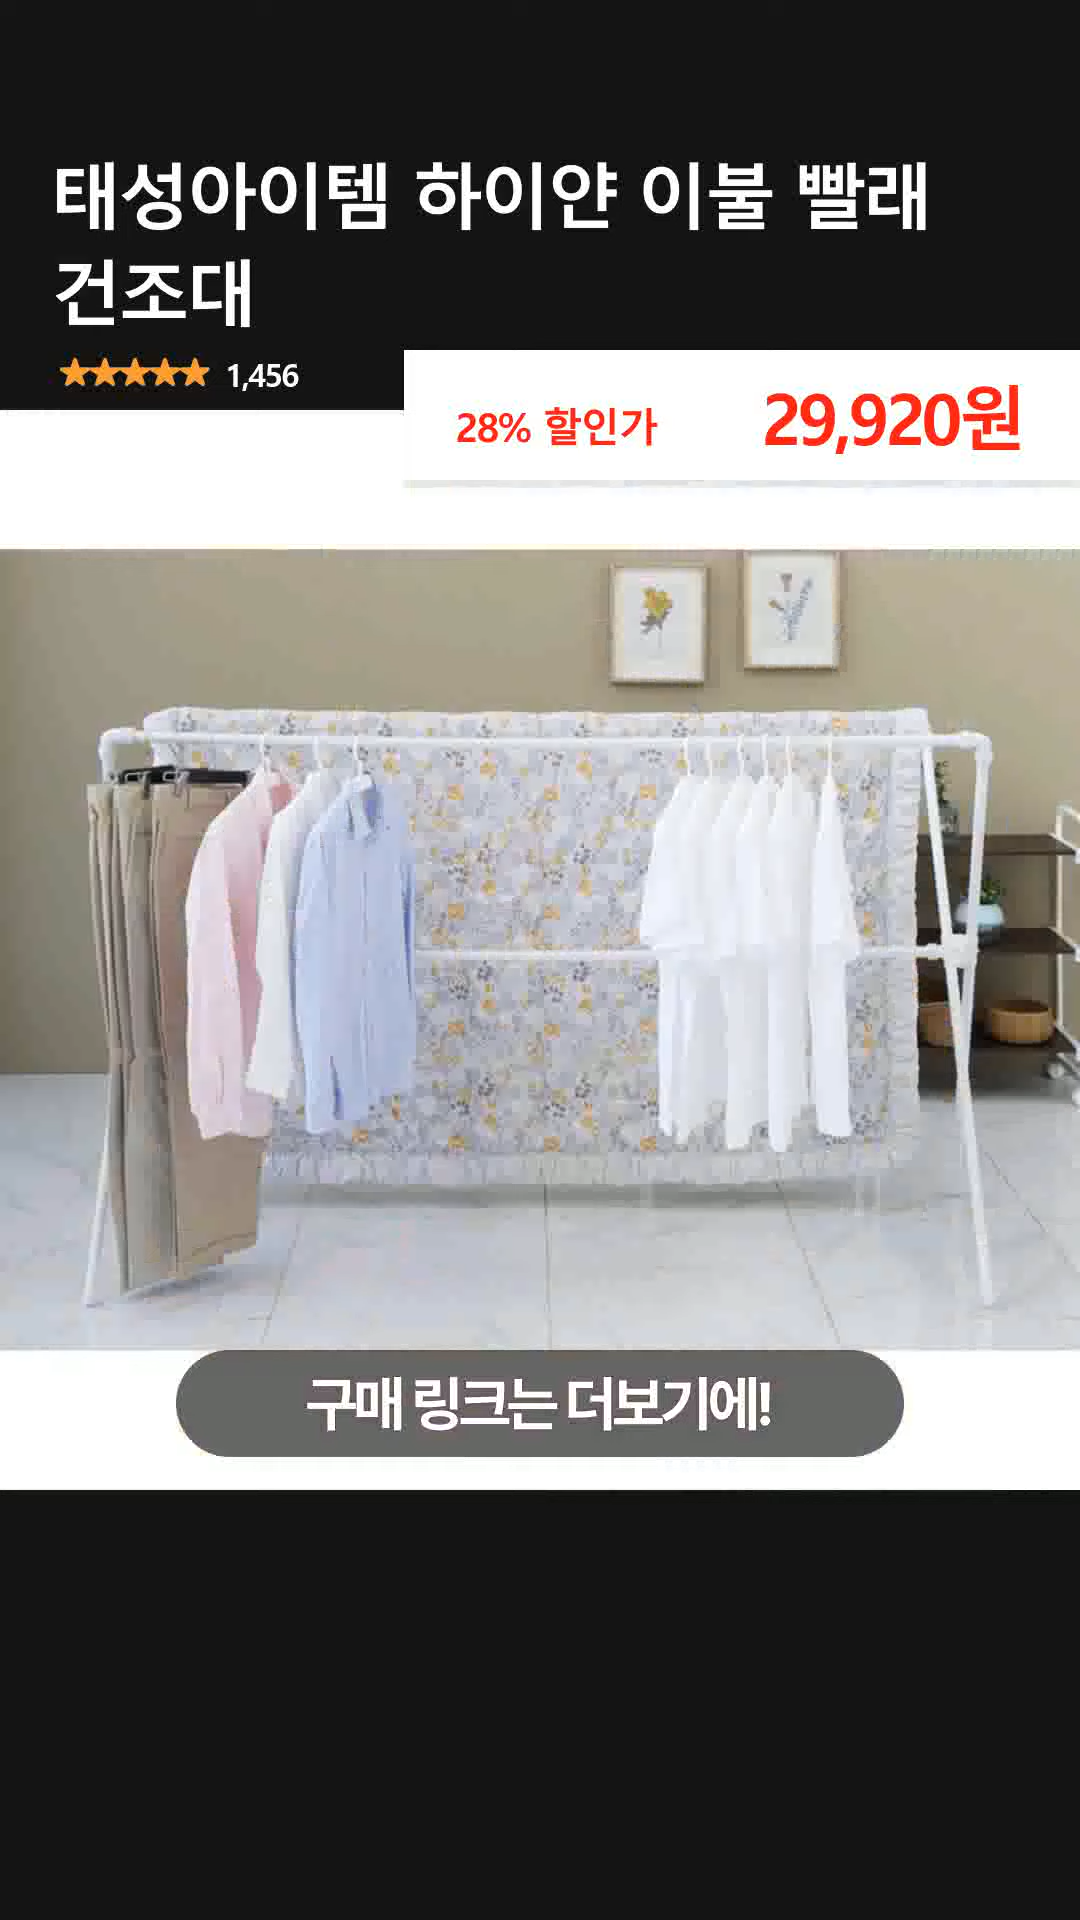 태성아이템 하이얀 이불 빨래
건조대
★★★★★ 1,456
28% 할인가 29,920원
구매 링크는 더보기에!